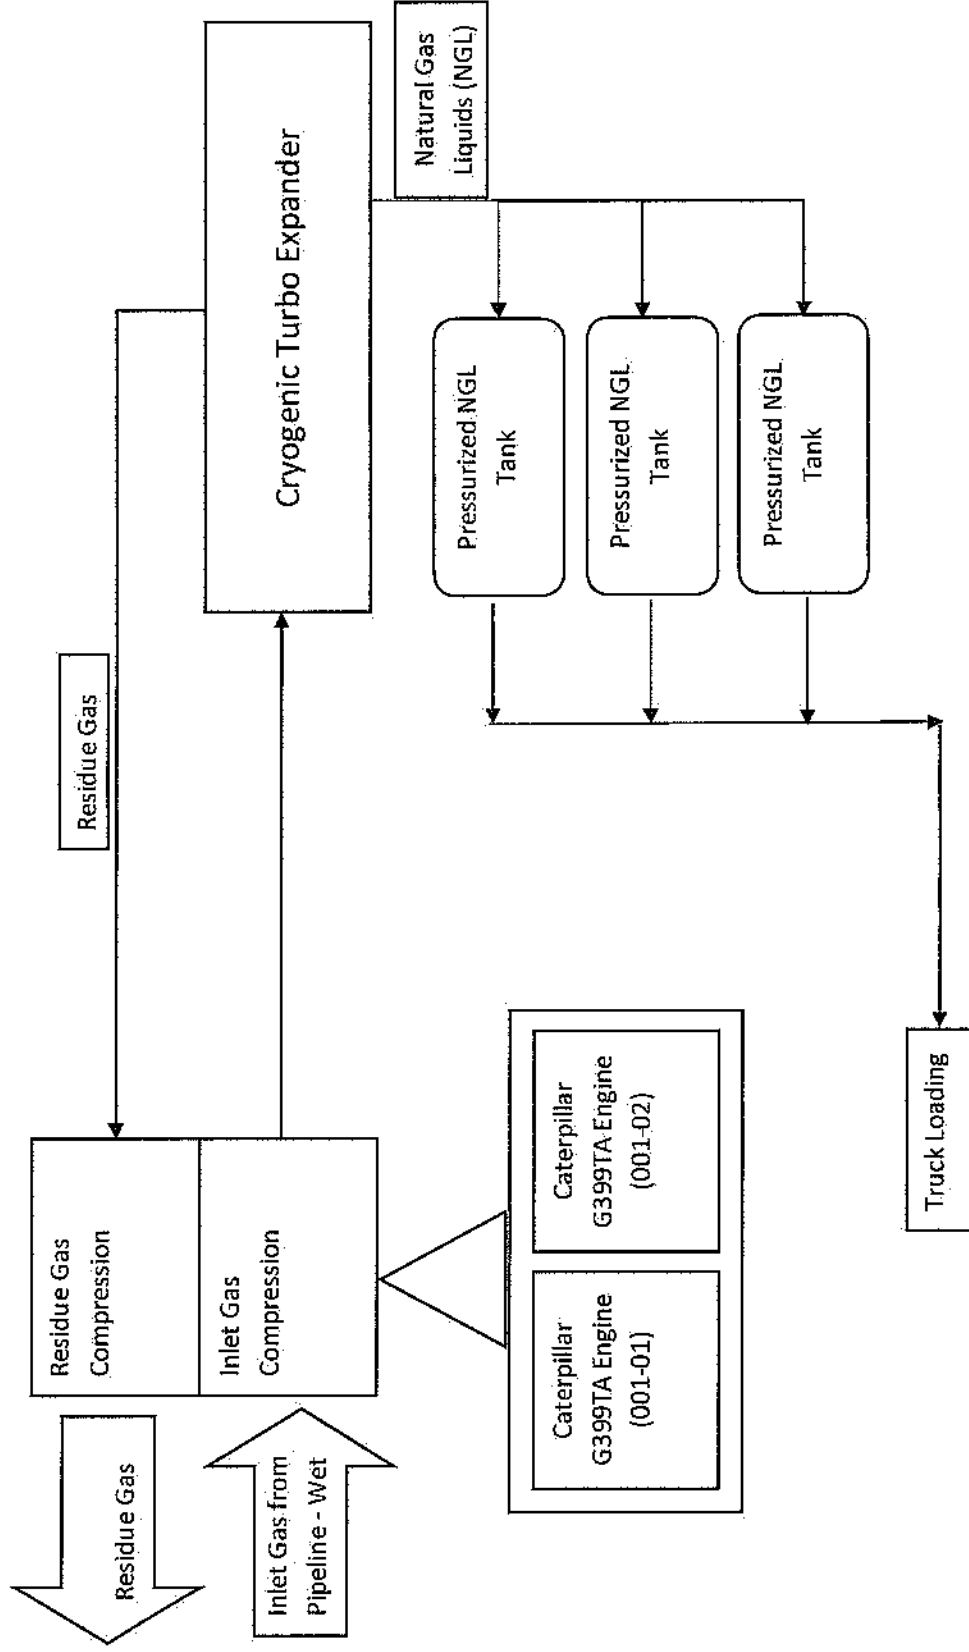 Residue Gas
Residue Gas
Compression
Residue Gas
Inlet Gas from
Pipeline - Wet
Inlet Gas
Compression
Cryogenic Turbo Expander
Natural Gas
Liquids (NGL)
Pressurized NGL
Tank
Pressurized NGL
Tank
Pressurized NGL
Tank
Caterpillar
G399TA Engine
(001-01)
Caterpillar
G399TA Engine
(001-02)
Truck Loading